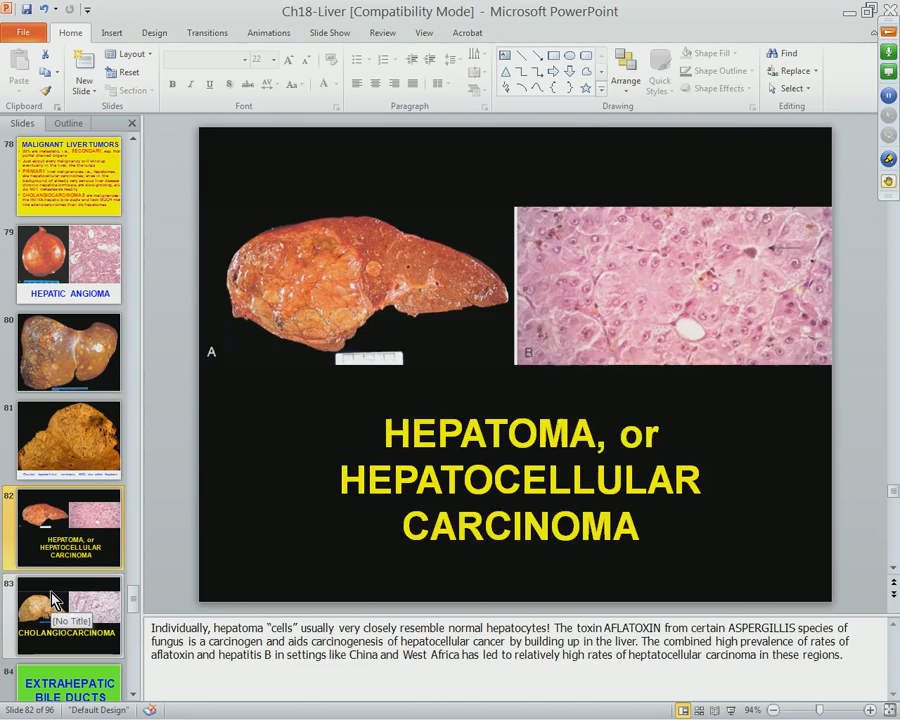 Ch18-Liver [Compatibility Mode] - Microsoft PowerPoint
File Home Insert Design Transitions Animations Slide Show Review View Acrobat
Paste
New
Slide
Layout
Reset
Section
22
Shape Fill
Shape Outline
Shape Effects
Arrange
Quick
Styles
Find
Replace
Select
Clipboard Slides Font Paragraph Drawing Editing
Slides Outline
78
MALIGNANT LIVER TUMORS
79
HEPATIC ANGIOMA
80
81
82
HEPATOMA, or
HEPATOCELLULAR
CARCINOMA
83
[No Title]
CHOLANGIOCARCINOMA
84
EXTRAHEPATIC
BILE DUCTS
A
B
HEPATOMA, or
HEPATOCELLULAR
CARCINOMA
Individually, hepatoma “cells” usually very closely resemble normal hepatocytes! The toxin AFLATOXIN from certain ASPERGILLIS species of
fungus is a carcinogen and aids carcinogenesis of hepatocellular cancer by building up in the liver. The combined high prevalence of rates of
aflatoxin and hepatitis B in settings like China and West Africa has led to relatively high rates of heptatocellular carcinoma in these regions.
Slide 82 of 96 "Default Design" 94%